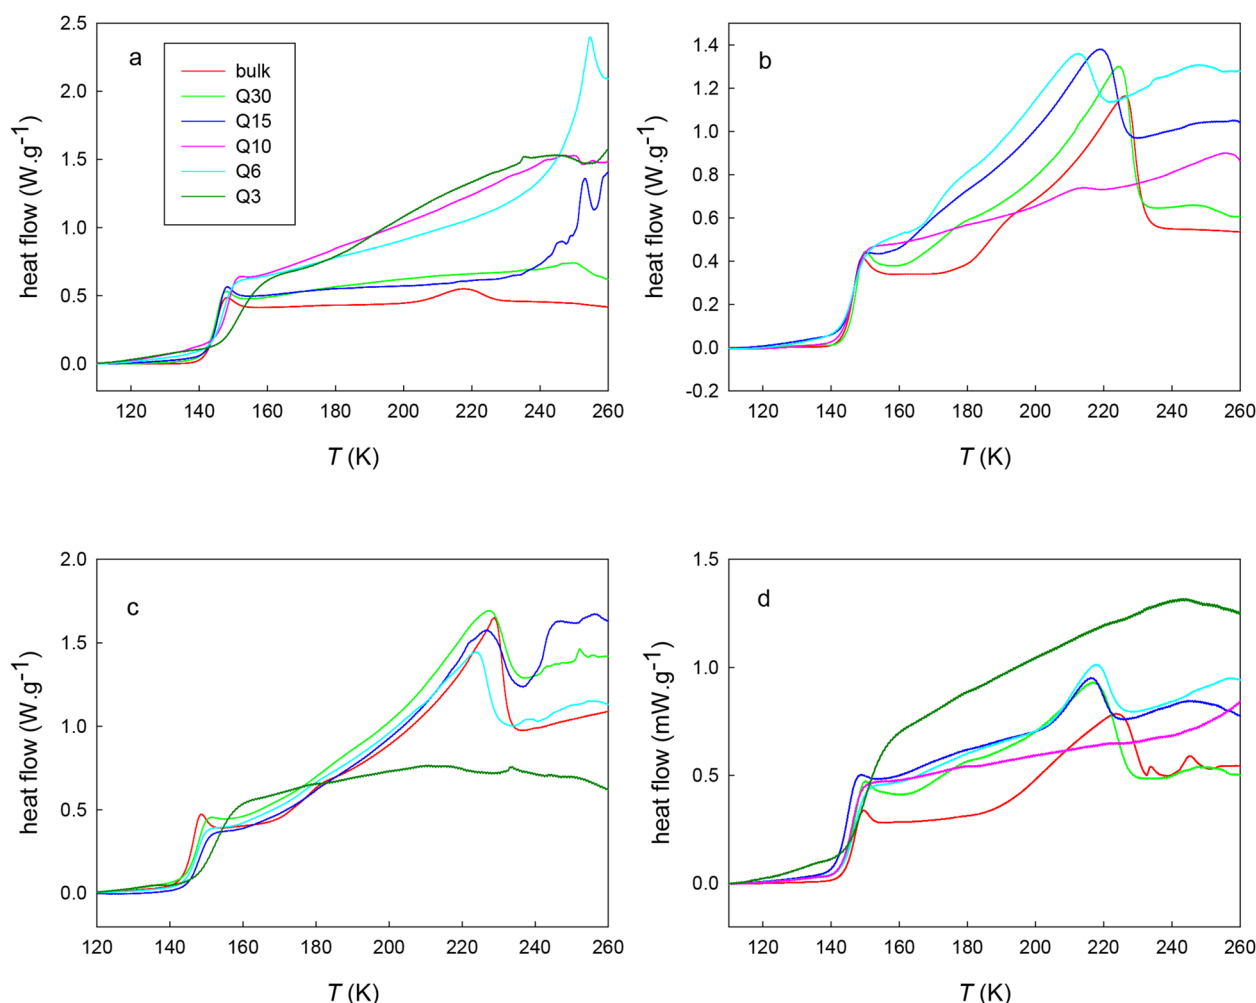 a
bulk
Q30
Q15
Q10
Q6
Q3
2.5
2.0
1.5
1.0
0.5
0.0
heat flow (W.g-1)
120 140 160 180 200 220 240 260
T (K)
b
1.4
1.2
1.0
0.8
0.6
0.4
0.2
0.0
-0.2
heat flow (W.g-1)
120 140 160 180 200 220 240 260
T (K)
c
2.0
1.5
1.0
0.5
0.0
heat flow (W.g-1)
120 140 160 180 200 220 240 260
T (K)
d
1.5
1.0
0.5
0.0
heat flow (mW.g-1)
120 140 160 180 200 220 240 260
T (K)